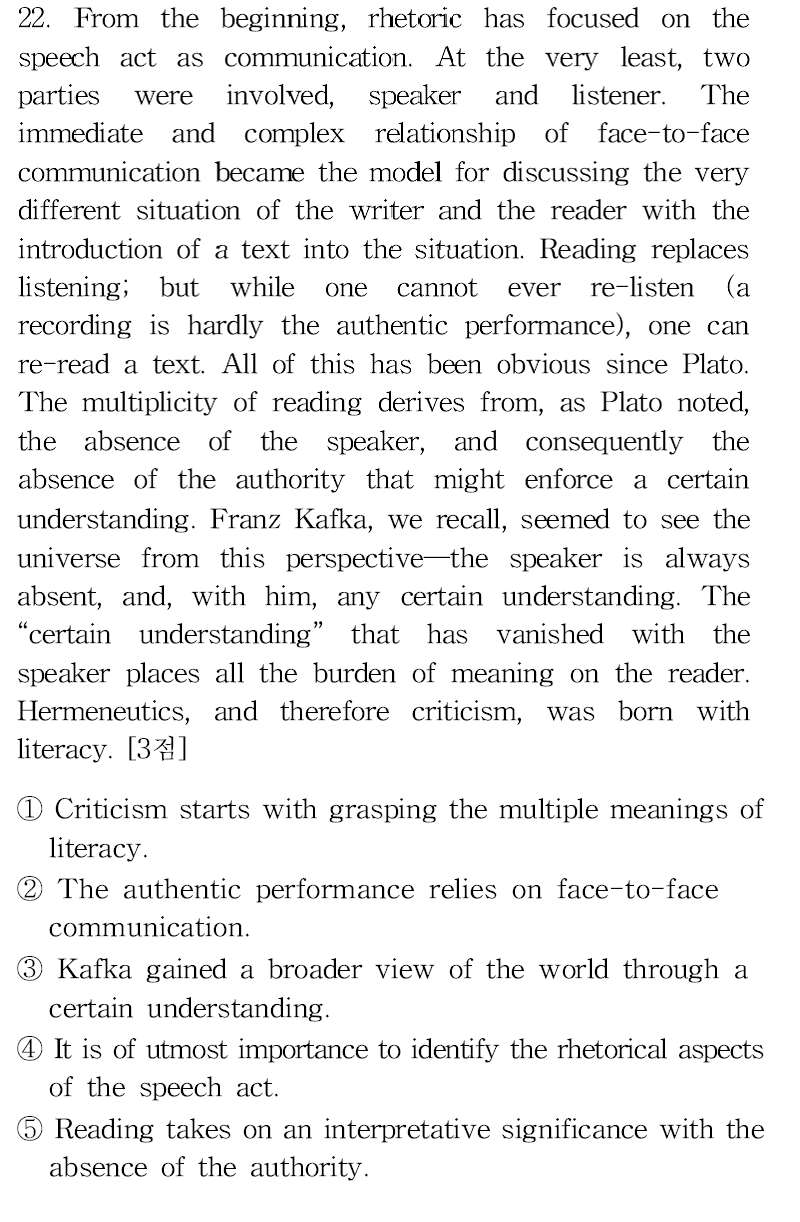 22. From the beginning, rhetoric has focused on the
speech act as communication. At the very least, two
parties were involved, speaker and listener. The
immediate and complex relationship of face-to-face
communication became the model for discussing the very
different situation of the writer and the reader with the
introduction of a text into the situation. Reading replaces
listening; but while one cannot ever re-listen (a
recording is hardly the authentic performance), one can
re-read a text. All of this has been obvious since Plato.
The multiplicity of reading derives from, as Plato noted,
the absence of the speaker, and consequently the
absence of the authority that might enforce a certain
understanding. Franz Kafka, we recall, seemed to see the
universe from this perspective—the speaker is always
absent, and, with him, any certain understanding. The
“certain understanding” that has vanished with the
speaker places all the burden of meaning on the reader.
Hermeneutics, and therefore criticism, was born with
literacy. [3점]
① Criticism starts with grasping the multiple meanings of
literacy.
② The authentic performance relies on face-to-face
communication.
③ Kafka gained a broader view of the world through a
certain understanding.
④ It is of utmost importance to identify the rhetorical aspects
of the speech act.
⑤ Reading takes on an interpretative significance with the
absence of the authority.